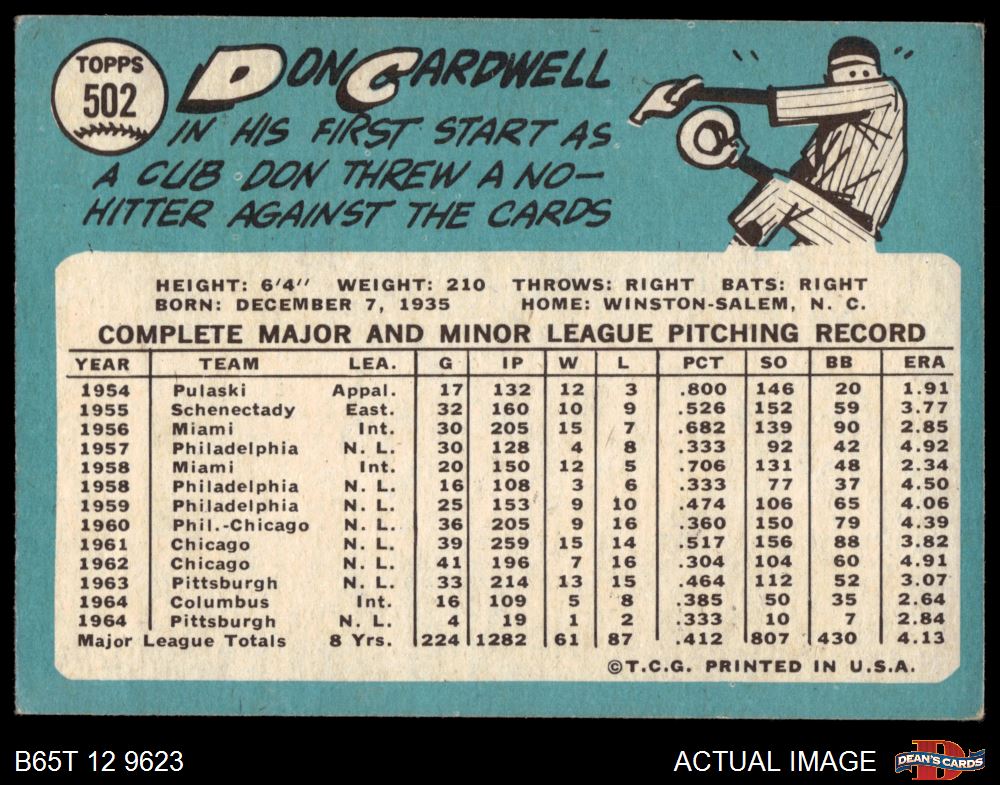 TOPPS
502
DON CARDWELL
IN HIS FIRST START AS
A CUB DON THREW A NO-
HITTER AGAINST THE CARDS
HEIGHT: 6'4" WEIGHT: 210 THROWS: RIGHT BATS: RIGHT
BORN: DECEMBER 7, 1935 HOME: WINSTON-SALEM, N. C.
COMPLETE MAJOR AND MINOR LEAGUE PITCHING RECORD
YEAR TEAM LEA. G IP W L PCT SO BB ERA
1954 Pulaski Appal. 17 132 12 3 .800 146 20 1.91
1955 Schenectady East. 32 160 10 9 .526 152 59 3.77
1956 Miami Int. 30 205 15 7 .682 139 90 2.85
1957 Philadelphia N. L. 30 128 4 8 .333 92 42 4.92
1958 Miami Int. 20 150 12 5 .706 131 48 2.34
1958 Philadelphia N. L. 16 108 3 6 .333 77 37 4.50
1959 Philadelphia N. L. 25 153 9 10 .474 106 65 4.06
1960 Phil.-Chicago N. L. 36 205 9 16 .360 150 79 4.39
1961 Chicago N. L. 39 259 15 14 .517 156 88 3.82
1962 Chicago N. L. 41 196 7 16 .304 104 60 4.91
1963 Pittsburgh N. L. 33 214 13 15 .464 112 52 3.07
1964 Columbus Int. 16 109 5 8 .385 50 35 2.64
1964 Pittsburgh N. L. 4 19 1 2 .333 10 7 2.84
Major League Totals 8 Yrs. 224 1282 61 87 .412 807 430 4.13
©T.C.G. PRINTED IN U.S.A.
B65T 12 9623
ACTUAL IMAGE
DEAN'S CARDS